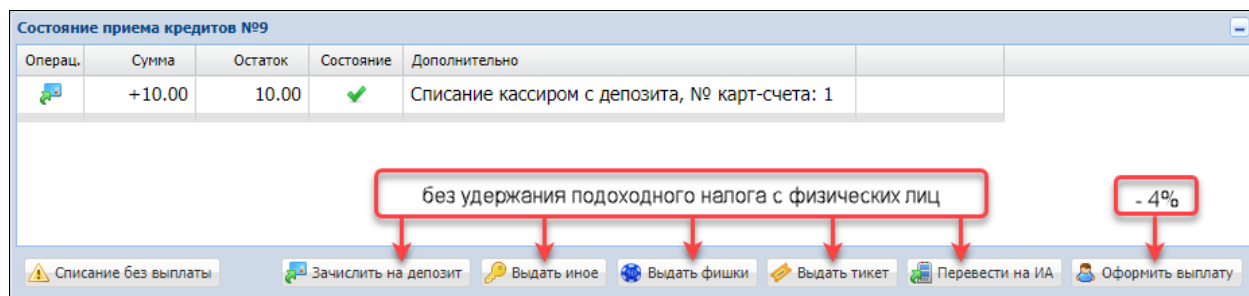 Состояние приема кредитов №9
Операц. Сумма Остаток Состояние Дополнительно
+10.00 10.00 Списание кассиром с депозита, № карт-счета: 1
без удержания подоходного налога с физических лиц - 4%
Списание без выплаты Зачислить на депозит Выдать иное Выдать фишки Выдать тикет Перевести на ИА Оформить выплату